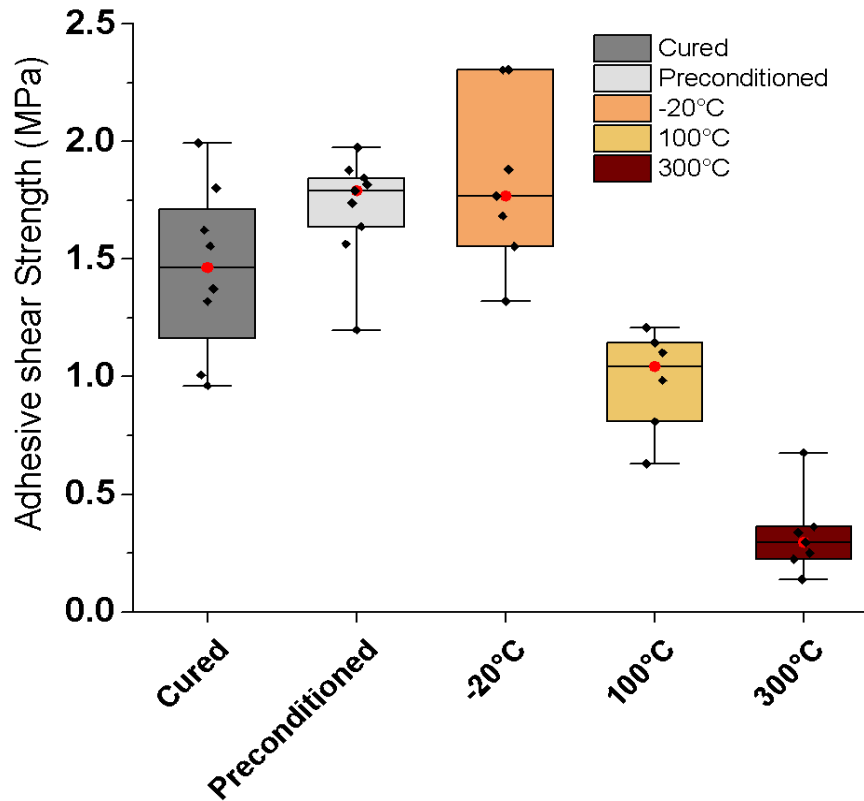 Adhesive shear Strength (MPa)
2.5
2.0
1.5
1.0
0.5
0.0
Cured
Preconditioned
-20°C
100°C
300°C
Cured
Preconditioned
-20°C
100°C
300°C